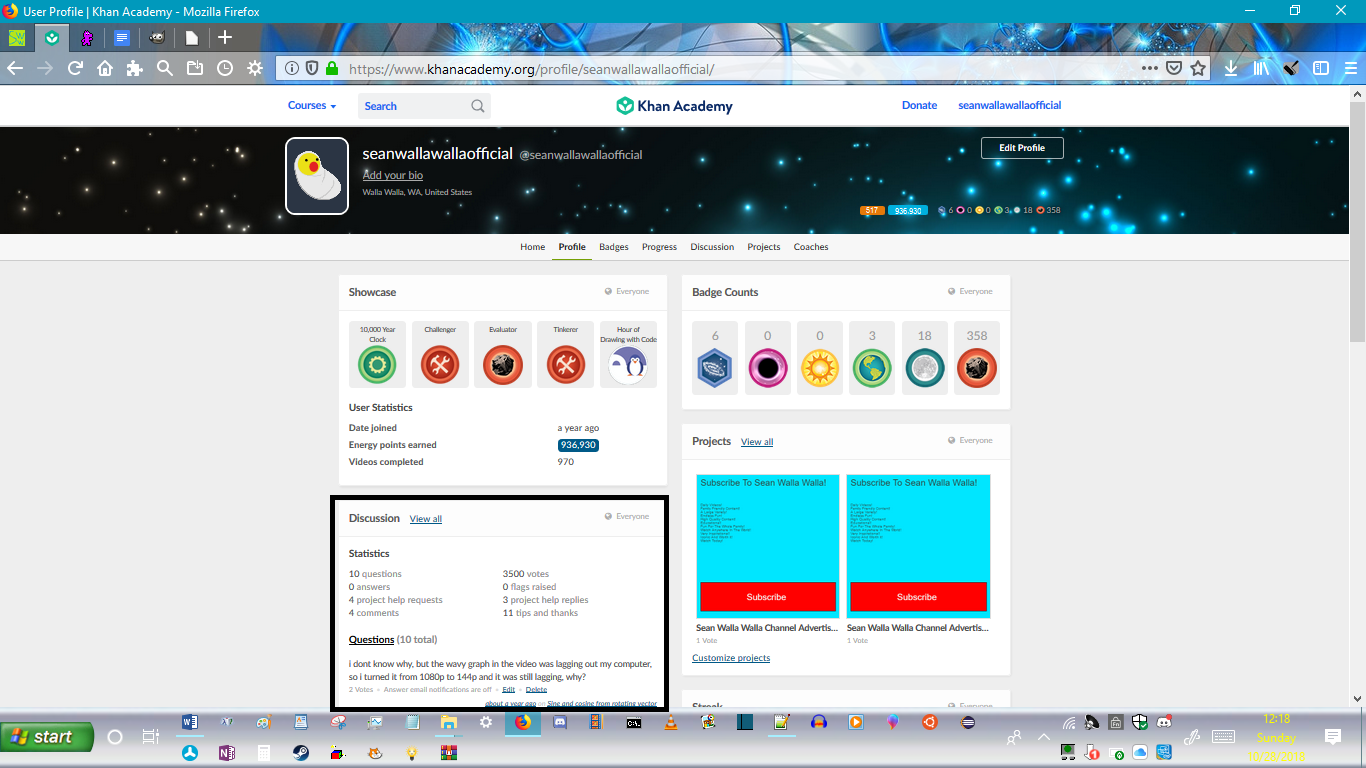 User Profile | Khan Academy - Mozilla Firefox
https://www.khanacademy.org/profile/seanwallawallaofficial/
Courses
Search
Khan Academy
Donate
seanwallawallaofficial
seanwallawallaofficial @seanwallawallaofficial
Edit Profile
Add your bio
Walla Walla, WA, United States
517 936,930 6 0 0 3 18 358
Home Profile Badges Progress Discussion Projects Coaches
Showcase Everyone
10,000 Year Clock
Challenger
Evaluator
Tinkerer
Hour of Drawing with Code
User Statistics
Date joined a year ago
Energy points earned 936,930
Videos completed 970
Badge Counts Everyone
6 0 0 3 18 358
Projects View all Everyone
Subscribe To Sean Walla Walla!
Subscribe
Sean Walla Walla Channel Advertis...
1 Vote
Subscribe To Sean Walla Walla!
Subscribe
Sean Walla Walla Channel Advertis...
1 Vote
Customize projects
Discussion View all Everyone
Statistics
10 questions 3500 votes
0 answers 0 flags raised
4 project help requests 3 project help replies
4 comments 11 tips and thanks
Questions (10 total)
i dont know why, but the wavy graph in the video was lagging out my computer,
so i turned it from 1080p to 144p and it was still lagging, why?
2 Votes • Answer email notifications are off • Edit • Delete
about a year ago on Sine and cosine from rotating vector
Streak Everyone
start
12:18
Sunday
10/28/2018